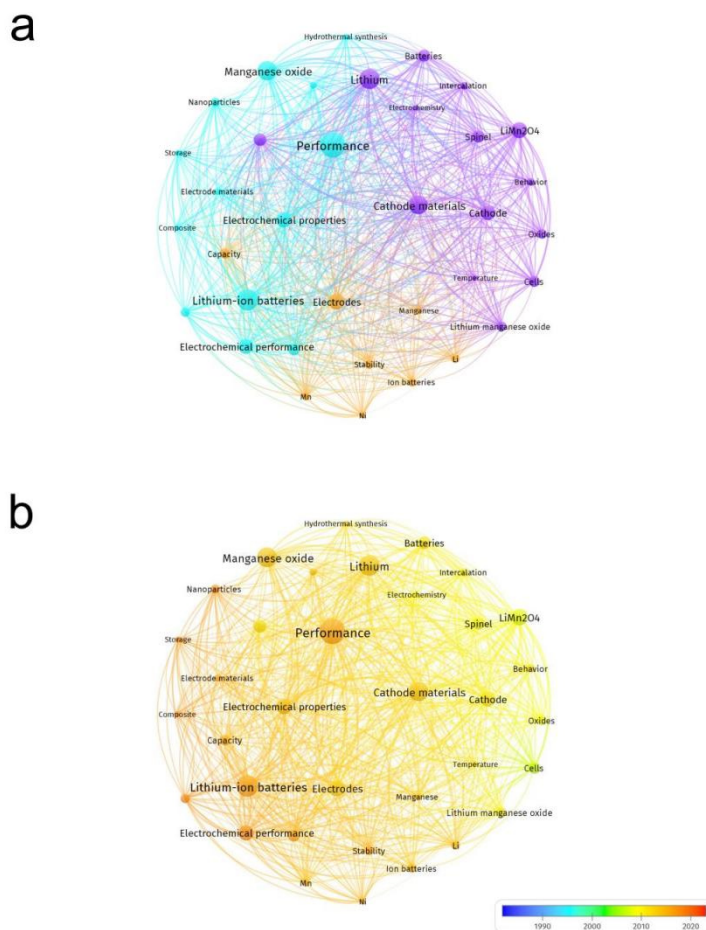 a
Hydrothermal synthesis
Batteries
Manganese oxide
Lithium
Intercalation
Nanoparticles
Electrochemistry
Spinel
LiMn2O4
Performance
Storage
Behavior
Electrode materials
Cathode materials
Cathode
Composite
Electrochemical properties
Oxides
Capacity
Temperature
Cells
Lithium-ion batteries
Electrodes
Manganese
Lithium manganese oxide
Electrochemical performance
Stability
Li
Ion batteries
Mn
Ni
b
Hydrothermal synthesis
Batteries
Manganese oxide
Lithium
Intercalation
Nanoparticles
Electrochemistry
Spinel
LiMn2O4
Performance
Storage
Behavior
Electrode materials
Cathode materials
Cathode
Composite
Electrochemical properties
Oxides
Capacity
Temperature
Cells
Lithium-ion batteries
Electrodes
Manganese
Lithium manganese oxide
Electrochemical performance
Stability
Li
Ion batteries
Mn
Ni
1990 2000 2010 2020